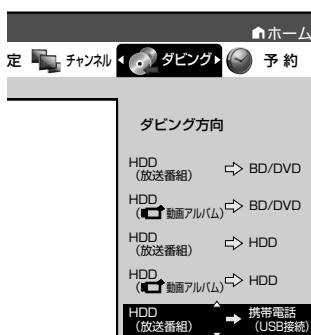 ホーム
定 チャンネル ダビング 予約
ダビング方向
HDD
（放送番組） ⇨ BD/DVD
HDD
（動画アルバム） ⇨ BD/DVD
HDD
（放送番組） ⇨ HDD
HDD
（動画アルバム） ⇨ HDD
HDD
（放送番組） ➡ 携帯電話
（USB接続）